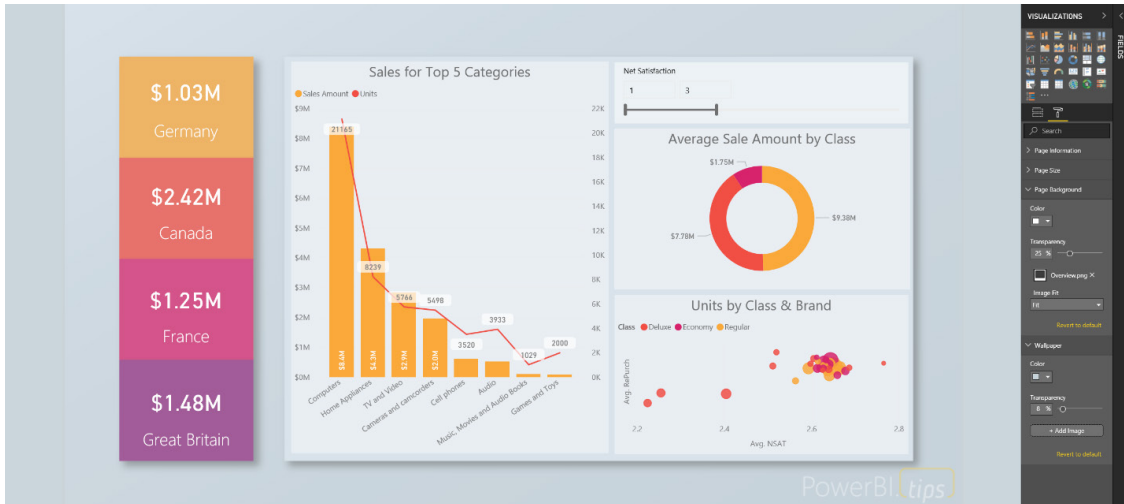 $1.03M
Germany
$2.42M
Canada
$1.25M
France
$1.48M
Great Britain
Sales for Top 5 Categories
Sales Amount Units
$9M
$8M
$7M
$6M
$5M
$4M
$3M
$2M
$1M
$0M
22K
20K
18K
16K
14K
12K
10K
8K
6K
4K
2K
0K
21165
8239
5766
5498
3520
3933
1029
2000
$8.4M
$4.3M
$2.9M
$2.0M
Computers
Home Appliances
TV and Video
Cameras and camcorders
Cell phones
Audio
Music, Movies and Audio Books
Games and Toys
Net Satisfaction
1 3
Average Sale Amount by Class
$1.75M
$9.38M
$7.78M
Units by Class & Brand
Class Deluxe Economy Regular
Avg. RePurch
2.2 2.4 2.6 2.8
Avg. NSAT
PowerBI.tips
VISUALIZATIONS
FIELDS
Search
Page Information
Page Size
Page Background
Color
Transparency
25 %
Overview.png
Image Fit
Fit
Revert to default
Wallpaper
Color
Transparency
8 %
+ Add Image
Revert to default